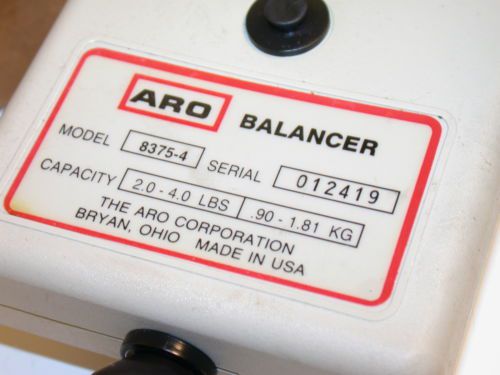 ARO BALANCER
MODEL 8375-4 SERIAL 012419
CAPACITY 2.0 - 4.0 LBS .90 - 1.81 KG
THE ARO CORPORATION
BRYAN, OHIO MADE IN USA